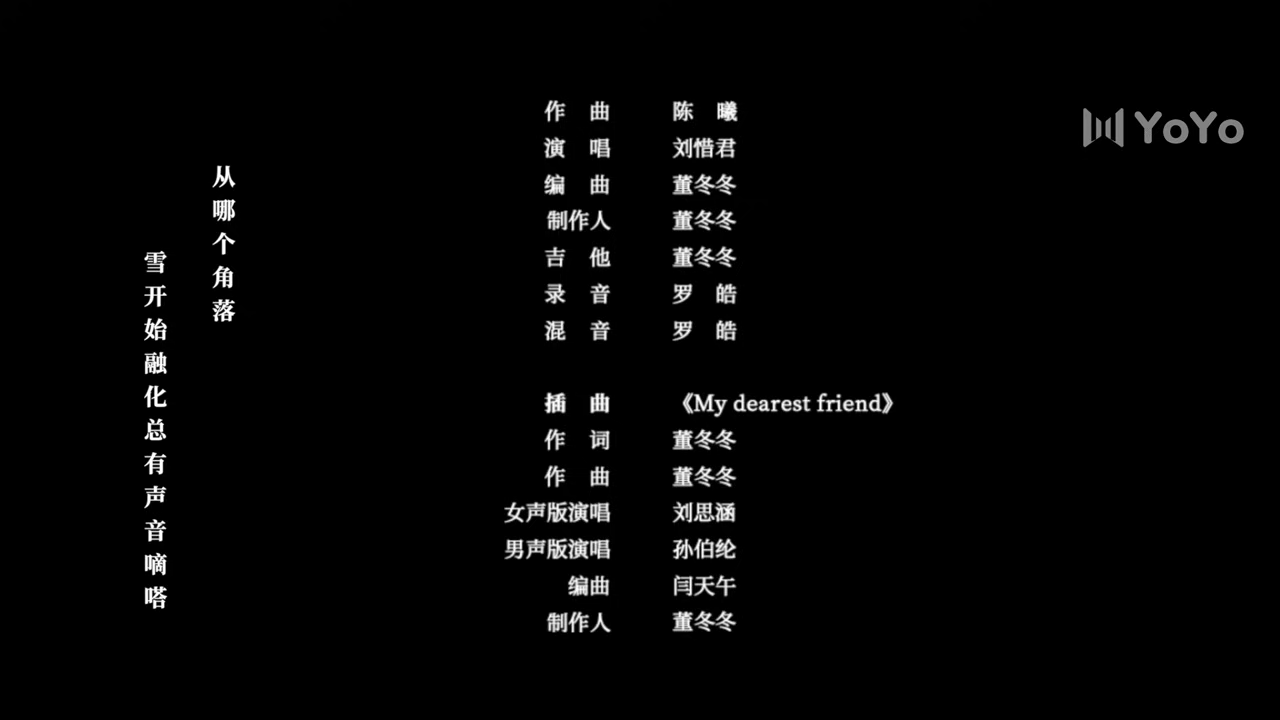 从哪个角落
雪开始融化总有声音嘀嗒
作 曲 陈 曦
演 唱 刘惜君
编 曲 董冬冬
制作人 董冬冬
吉 他 董冬冬
录 音 罗 皓
混 音 罗 皓
插 曲 《My dearest friend》
作 词 董冬冬
作 曲 董冬冬
女声版演唱 刘思涵
男声版演唱 孙伯纶
编曲 闫天午
制作人 董冬冬
YoYo